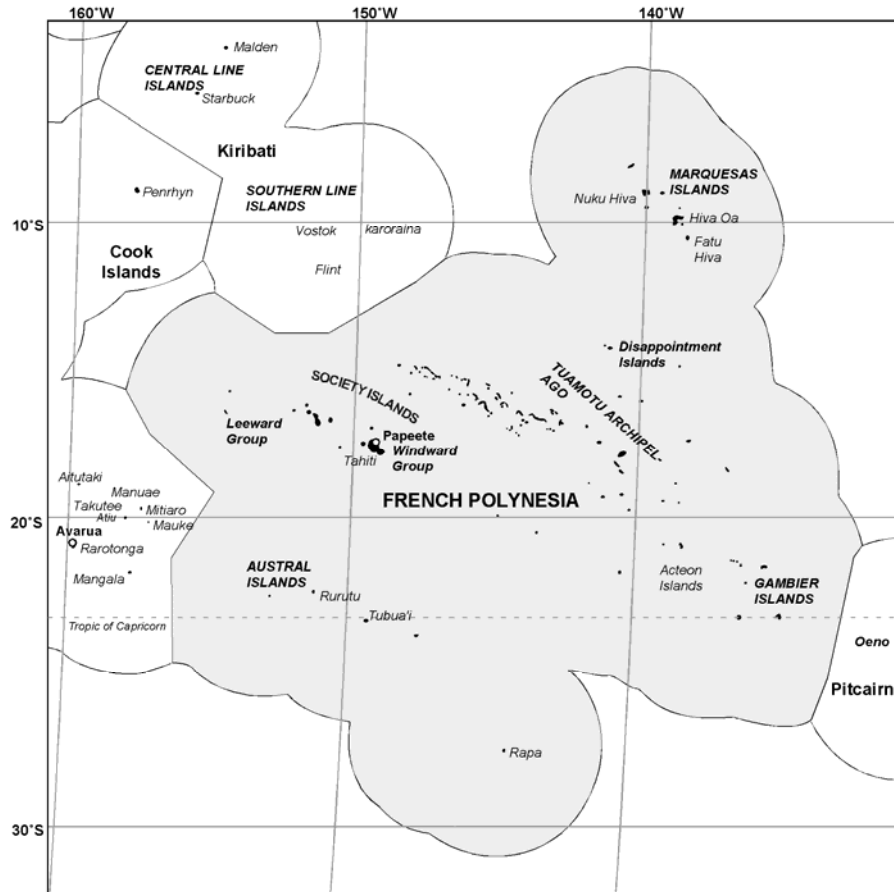 160°W
150°W
140°W
Malden
CENTRAL LINE
ISLANDS
Starbuck
Kiribati
Penrhyn
SOUTHERN LINE
ISLANDS
Vostok
karoraina
Flint
MARQUESAS
ISLANDS
Nuku Hiva
Hiva Oa
Fatu
Hiva
10°S
Cook
Islands
Disappointment
Islands
SOCIETY ISLANDS
TUAMOTU ARCHIPEL-
AGO
Leeward
Group
Papeete
Windward
Group
Tahiti
FRENCH POLYNESIA
Aitutaki
Manuae
Takutee
Mitiaro
Atiu
Mauke
20°S
Avarua
Rarotonga
Mangala
AUSTRAL
ISLANDS
Rurutu
Tubua'i
Acteon
Islands
GAMBIER
ISLANDS
Tropic of Capricorn
Oeno
Pitcairn
Rapa
30°S